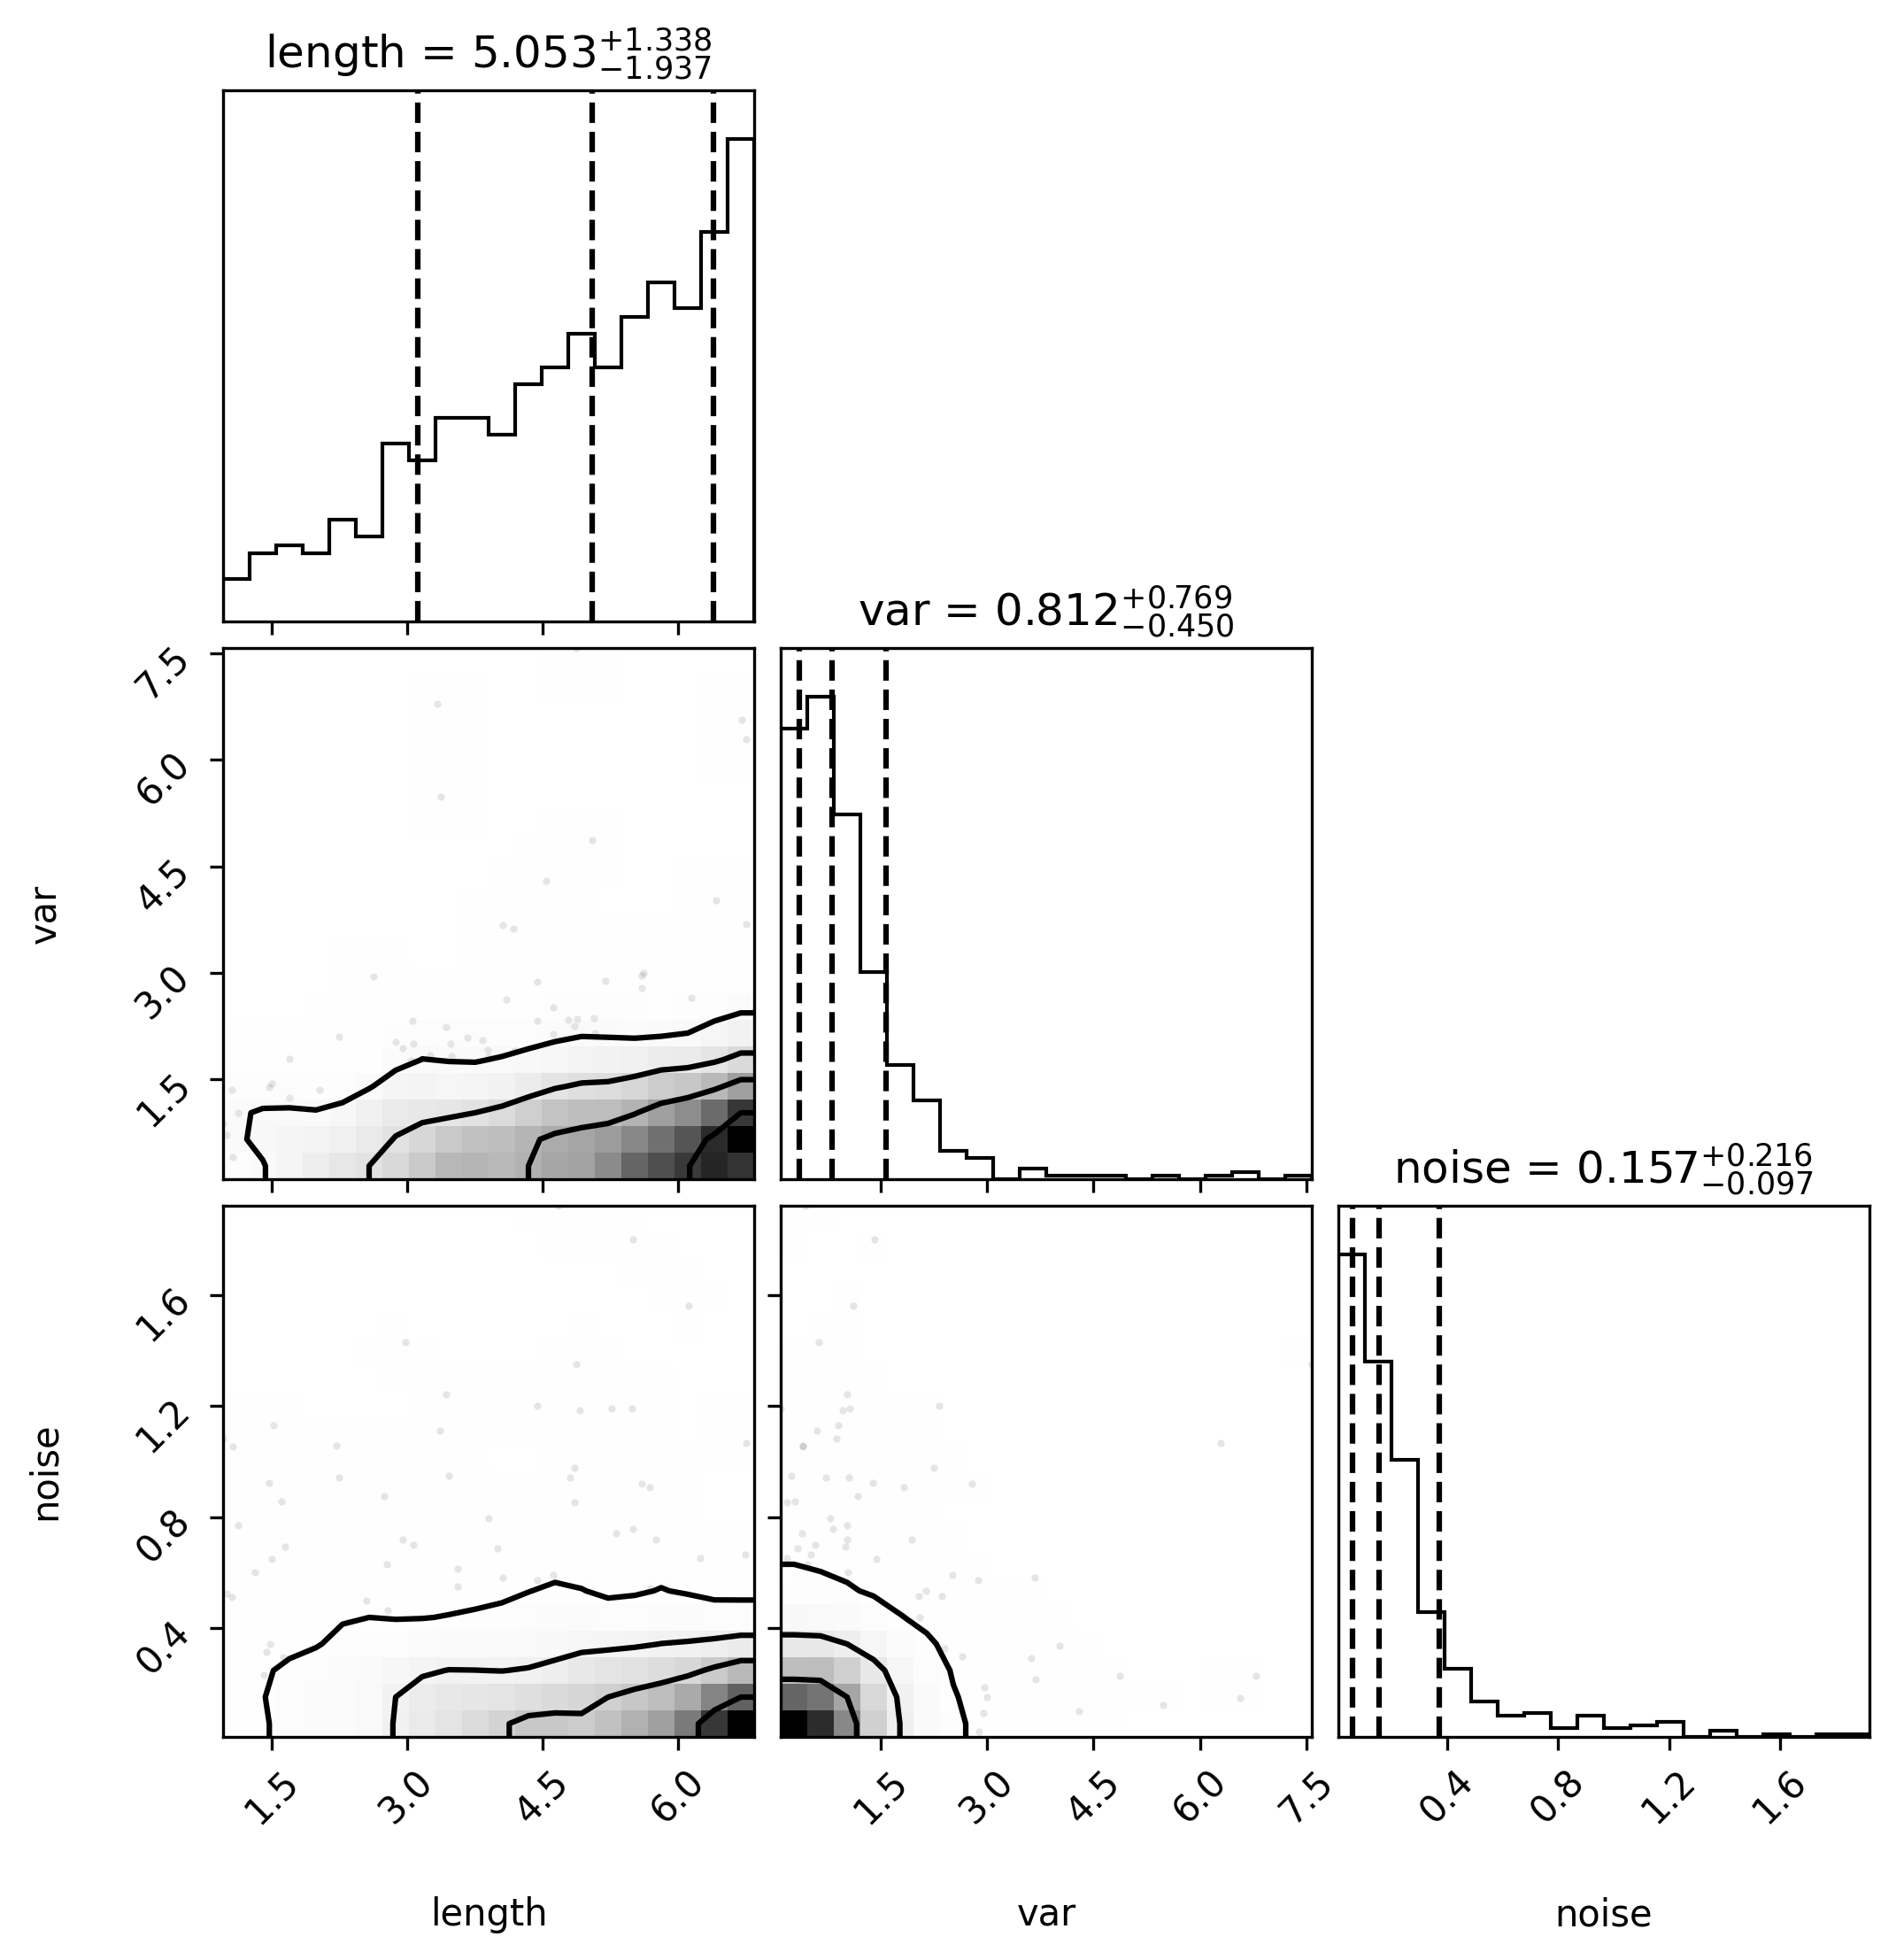 length = 5.053 +1.338 −1.937
var = 0.812 +0.769 −0.450
7.5
6.0
4.5
3.0
1.5
var
noise = 0.157 +0.216 −0.097
1.6
1.2
0.8
0.4
noise
1.5 3.0 4.5 6.0 1.5 3.0 4.5 6.0 7.5 0.4 0.8 1.2 1.6
length var noise